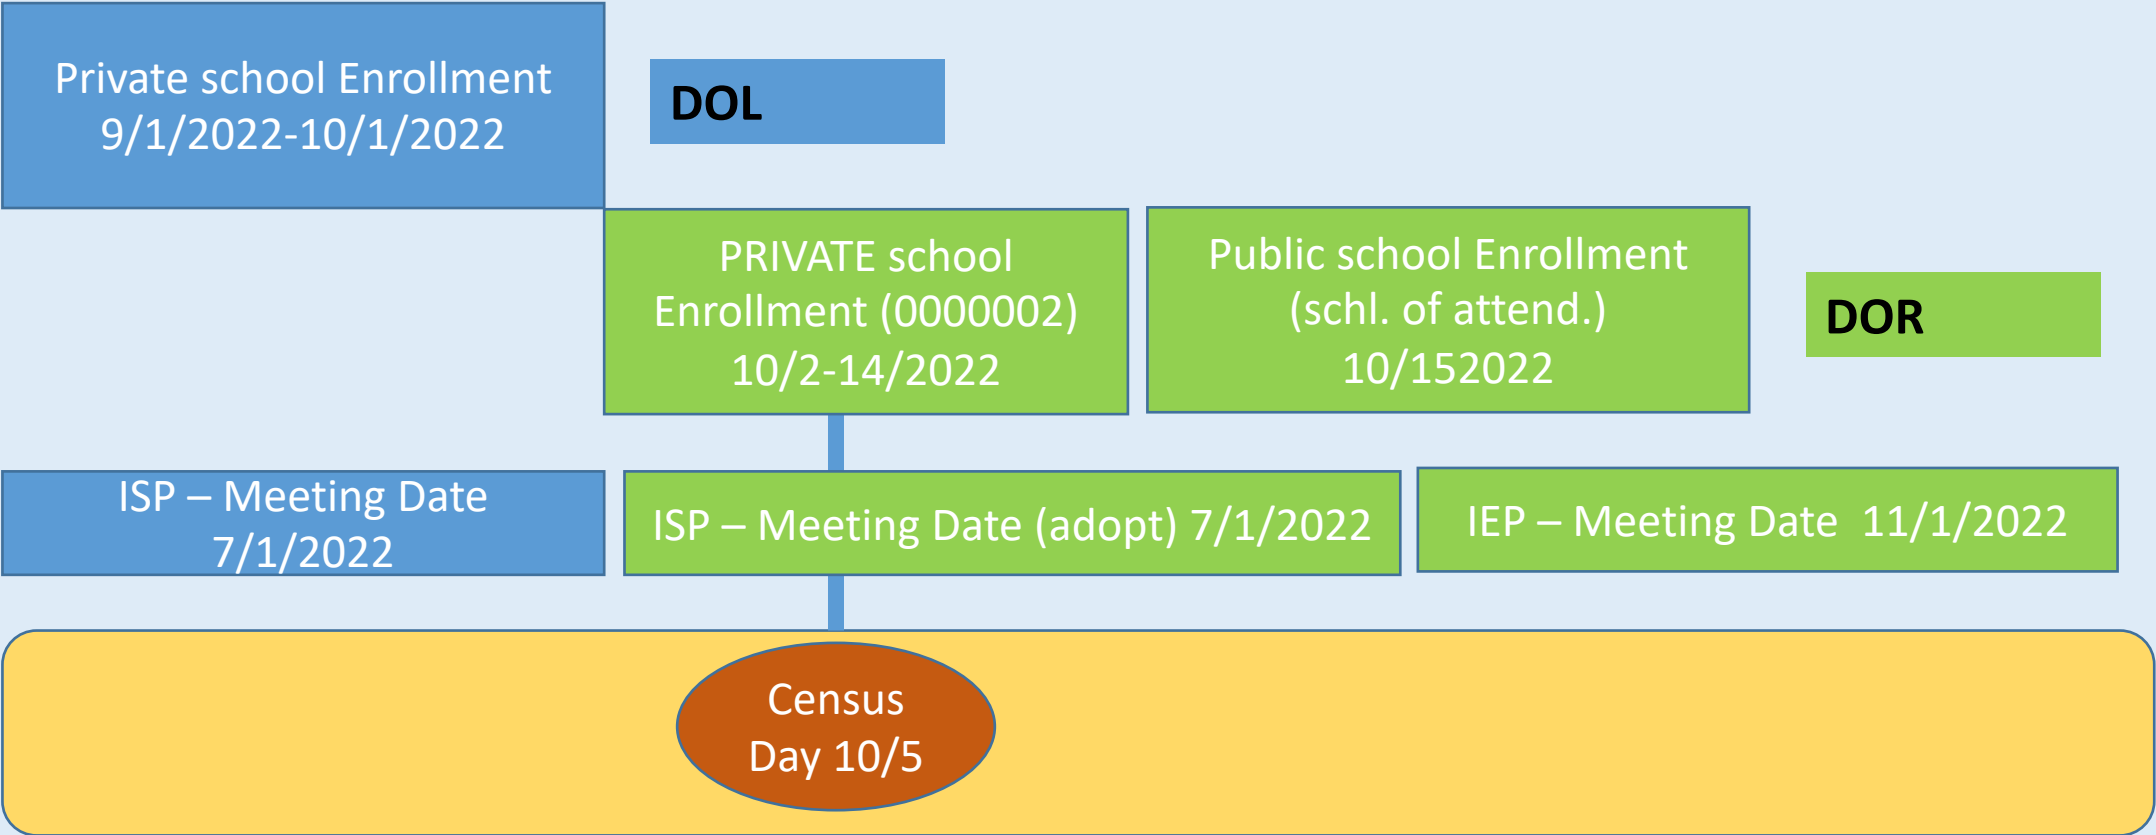 Private school Enrollment
9/1/2022-10/1/2022
DOL
PRIVATE school
Enrollment (0000002)
10/2-14/2022
Public school Enrollment
(schl. of attend.)
10/152022
DOR
ISP – Meeting Date
7/1/2022
ISP – Meeting Date (adopt) 7/1/2022
IEP – Meeting Date  11/1/2022
Census
Day 10/5